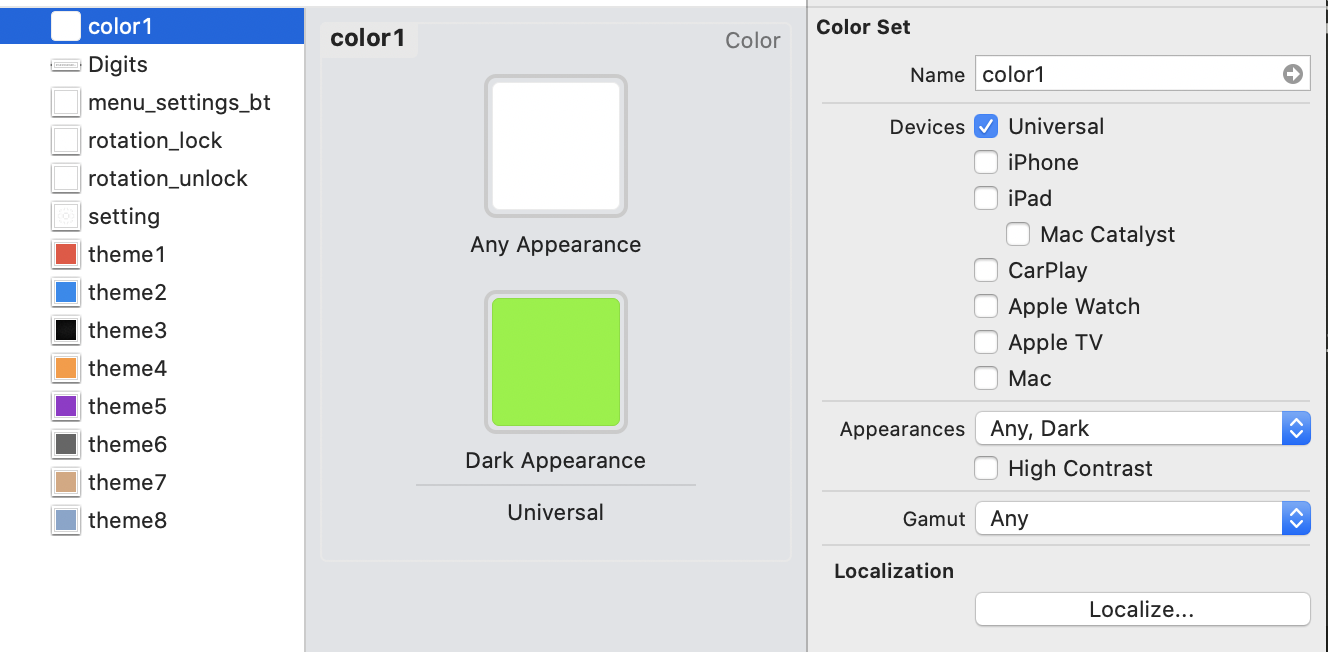 color1
Digits
menu_settings_bt
rotation_lock
rotation_unlock
setting
theme1
theme2
theme3
theme4
theme5
theme6
theme7
theme8
color1
Color
Any Appearance
Dark Appearance
Universal
Color Set
Name color1
Devices Universal
iPhone
iPad
Mac Catalyst
CarPlay
Apple Watch
Apple TV
Mac
Appearances Any, Dark
High Contrast
Gamut Any
Localization
Localize...